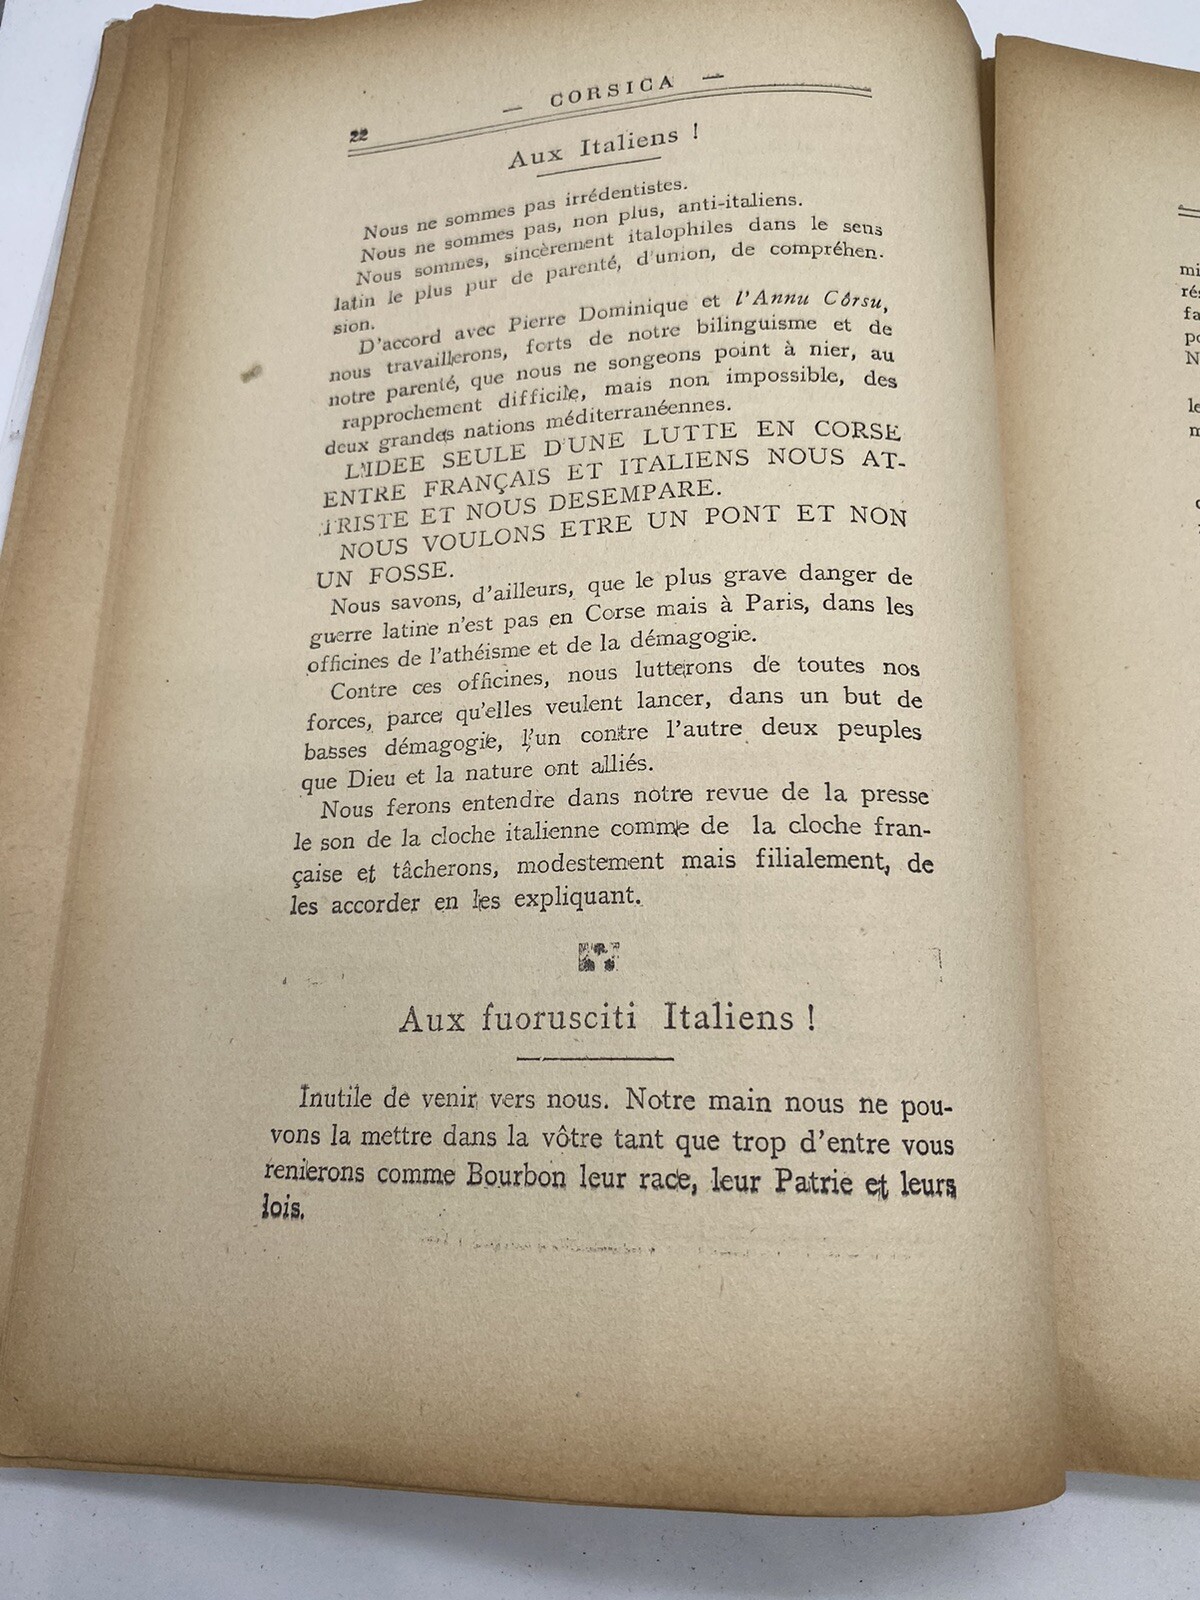 22
— CORSICA —
Aux Italiens !
Nous ne sommes pas irrédentistes.
Nous ne sommes pas, non plus, anti-italiens.
Nous sommes, sincèrement italophiles dans le sens
latin le plus pur de parenté, d'union, de compréhen.
sion.
D'accord avec Pierre Dominique et l'Annu Côrsu,
nous travaillerons, forts de notre bilinguisme et de
notre parenté, que nous ne songeons point à nier, au
rapprochement difficile, mais non impossible, des
deux grandes nations méditerranéennes.
L'IDEE SEULE D'UNE LUTTE EN CORSE
ENTRE FRANÇAIS ET ITALIENS NOUS AT-
TRISTE ET NOUS DESEMPARE.
NOUS VOULONS ETRE UN PONT ET NON
UN FOSSE.
Nous savons, d'ailleurs, que le plus grave danger de
guerre latine n'est pas en Corse mais à Paris, dans les
officines de l'athéisme et de la démagogie.
Contre ces officines, nous lutterons de toutes nos
forces, parce qu'elles veulent lancer, dans un but de
basses démagogie, l'un contre l'autre deux peuples
que Dieu et la nature ont alliés.
Nous ferons entendre dans notre revue de la presse
le son de la cloche italienne comme de la cloche fran-
çaise et tâcherons, modestement mais filialement, de
les accorder en les expliquant.
Aux fuorusciti Italiens !
Inutile de venir vers nous. Notre main nous ne pou-
vons la mettre dans la vôtre tant que trop d'entre vous
renierons comme Bourbon leur race, leur Patrie et leurs
lois.